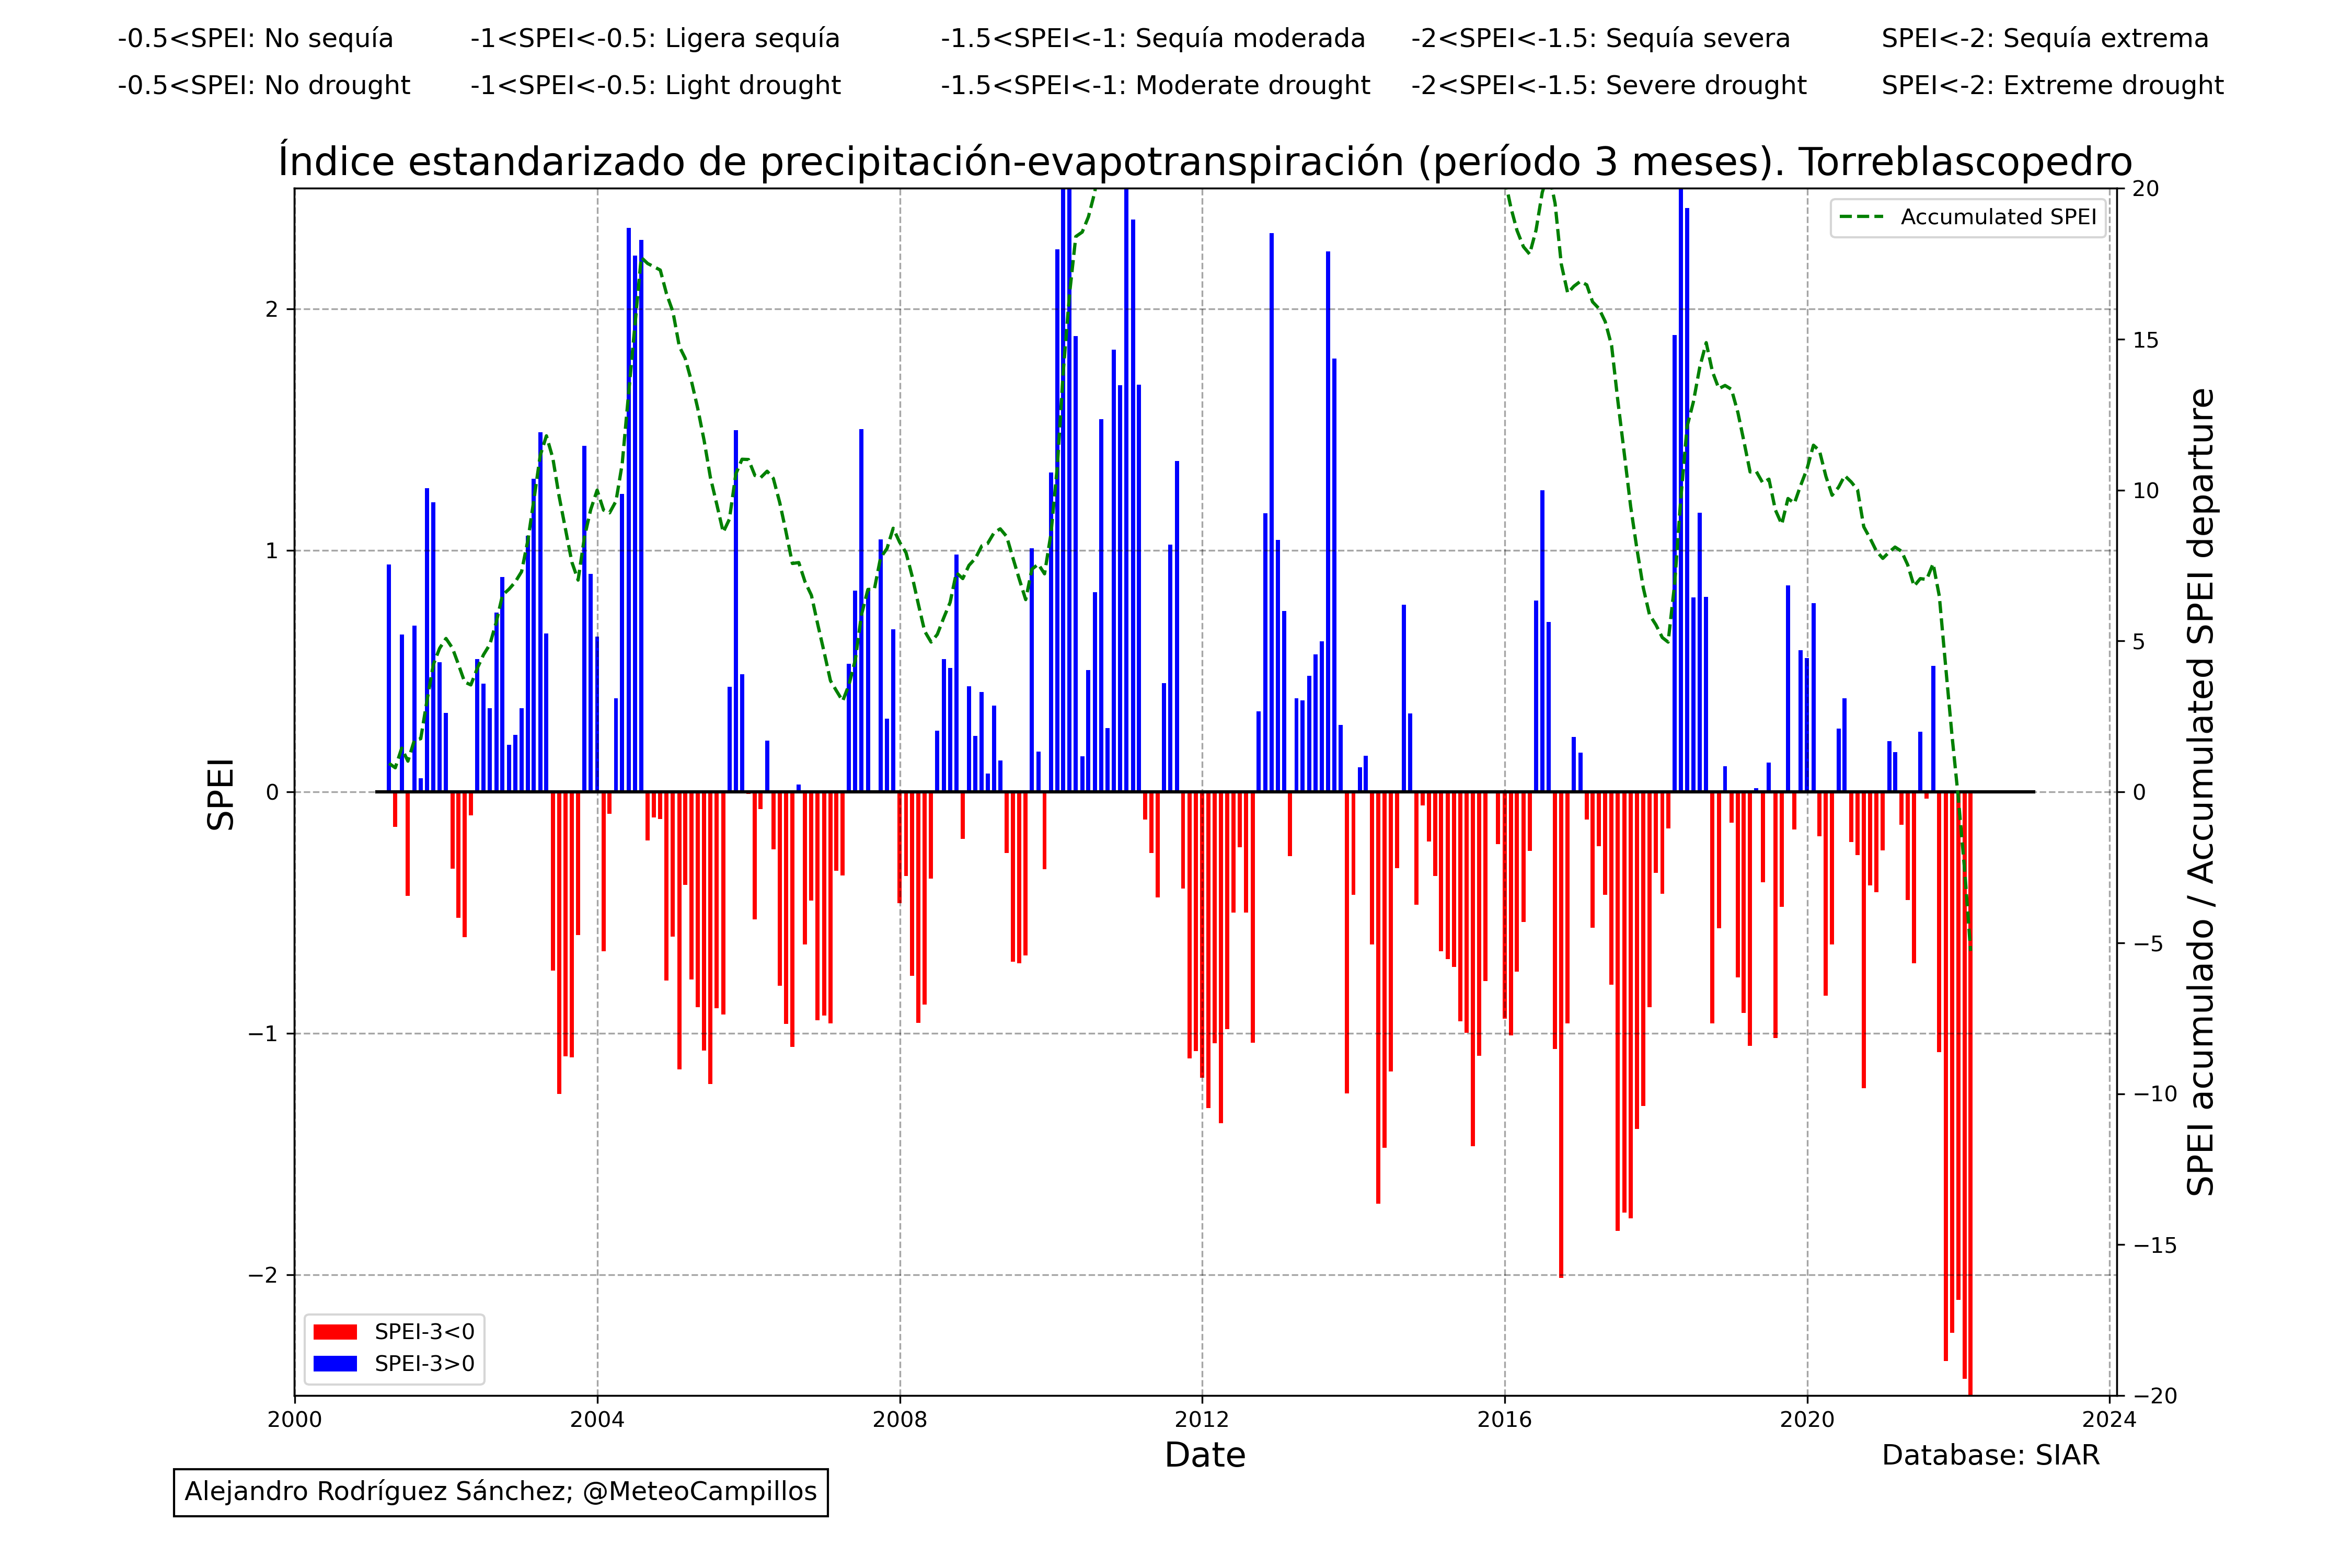 -0.5<SPEI: No sequía -1<SPEI<-0.5: Ligera sequía -1.5<SPEI<-1: Sequía moderada -2<SPEI<-1.5: Sequía severa SPEI<-2: Sequía extrema
-0.5<SPEI: No drought -1<SPEI<-0.5: Light drought -1.5<SPEI<-1: Moderate drought -2<SPEI<-1.5: Severe drought SPEI<-2: Extreme drought
Índice estandarizado de precipitación-evapotranspiración (período 3 meses). Torreblascopedro
SPEI
2
1
0
−1
−2
Accumulated SPEI
20
15
10
5
0
−5
−10
−15
−20
SPEI acumulado / Accumulated SPEI departure
SPEI-3<0
SPEI-3>0
2000 2004 2008 2012 2016 2020 2024
Date
Database: SIAR
Alejandro Rodríguez Sánchez; @MeteoCampillos